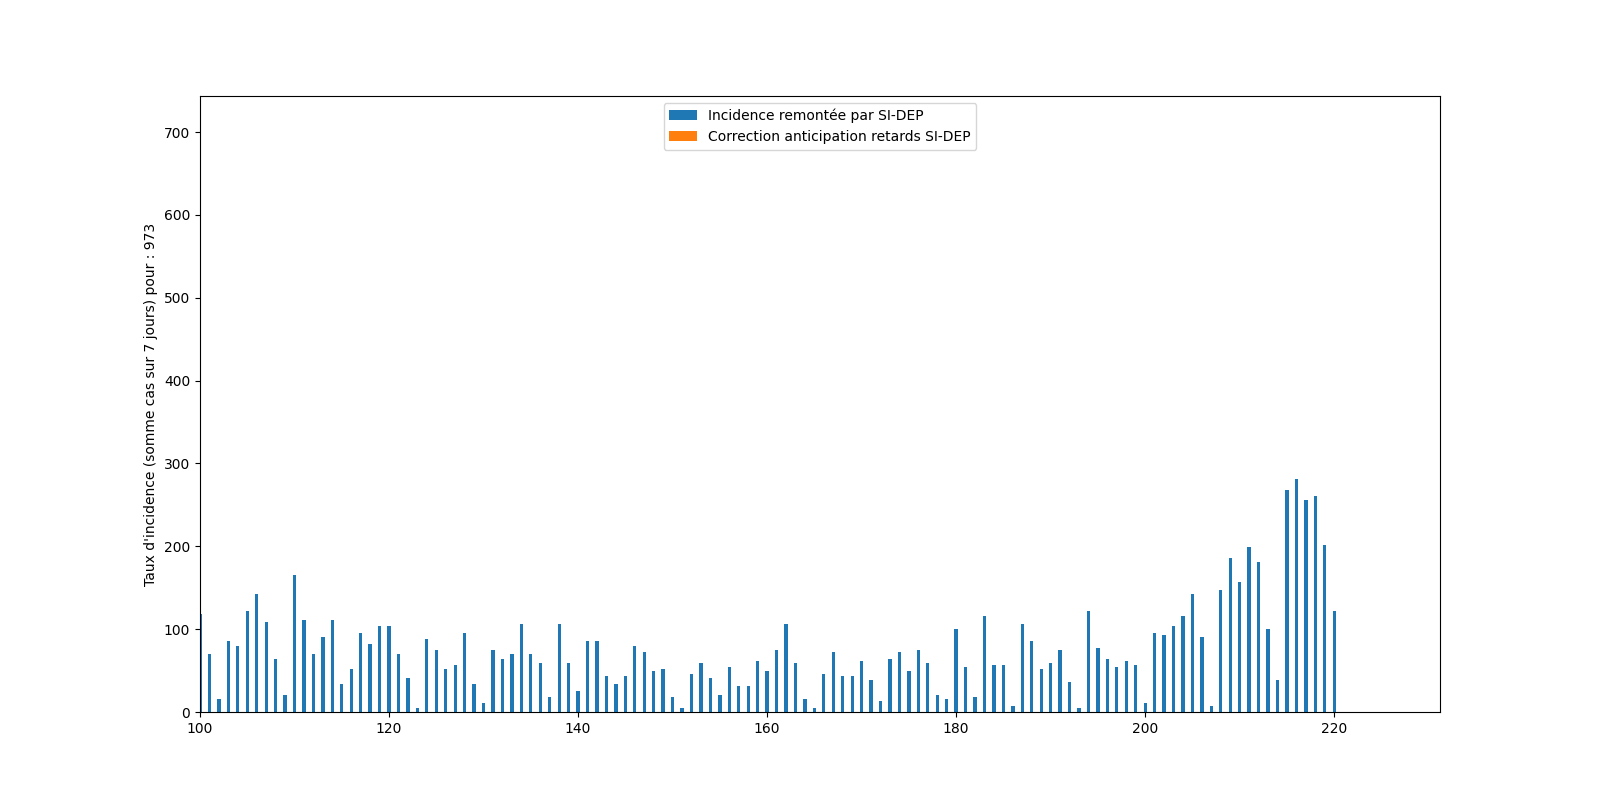 Incidence remontée par SI-DEP
Correction anticipation retards SI-DEP
Taux d'incidence (somme cas sur 7 jours) pour : 973
700
600
500
400
300
200
100
0
100 120 140 160 180 200 220